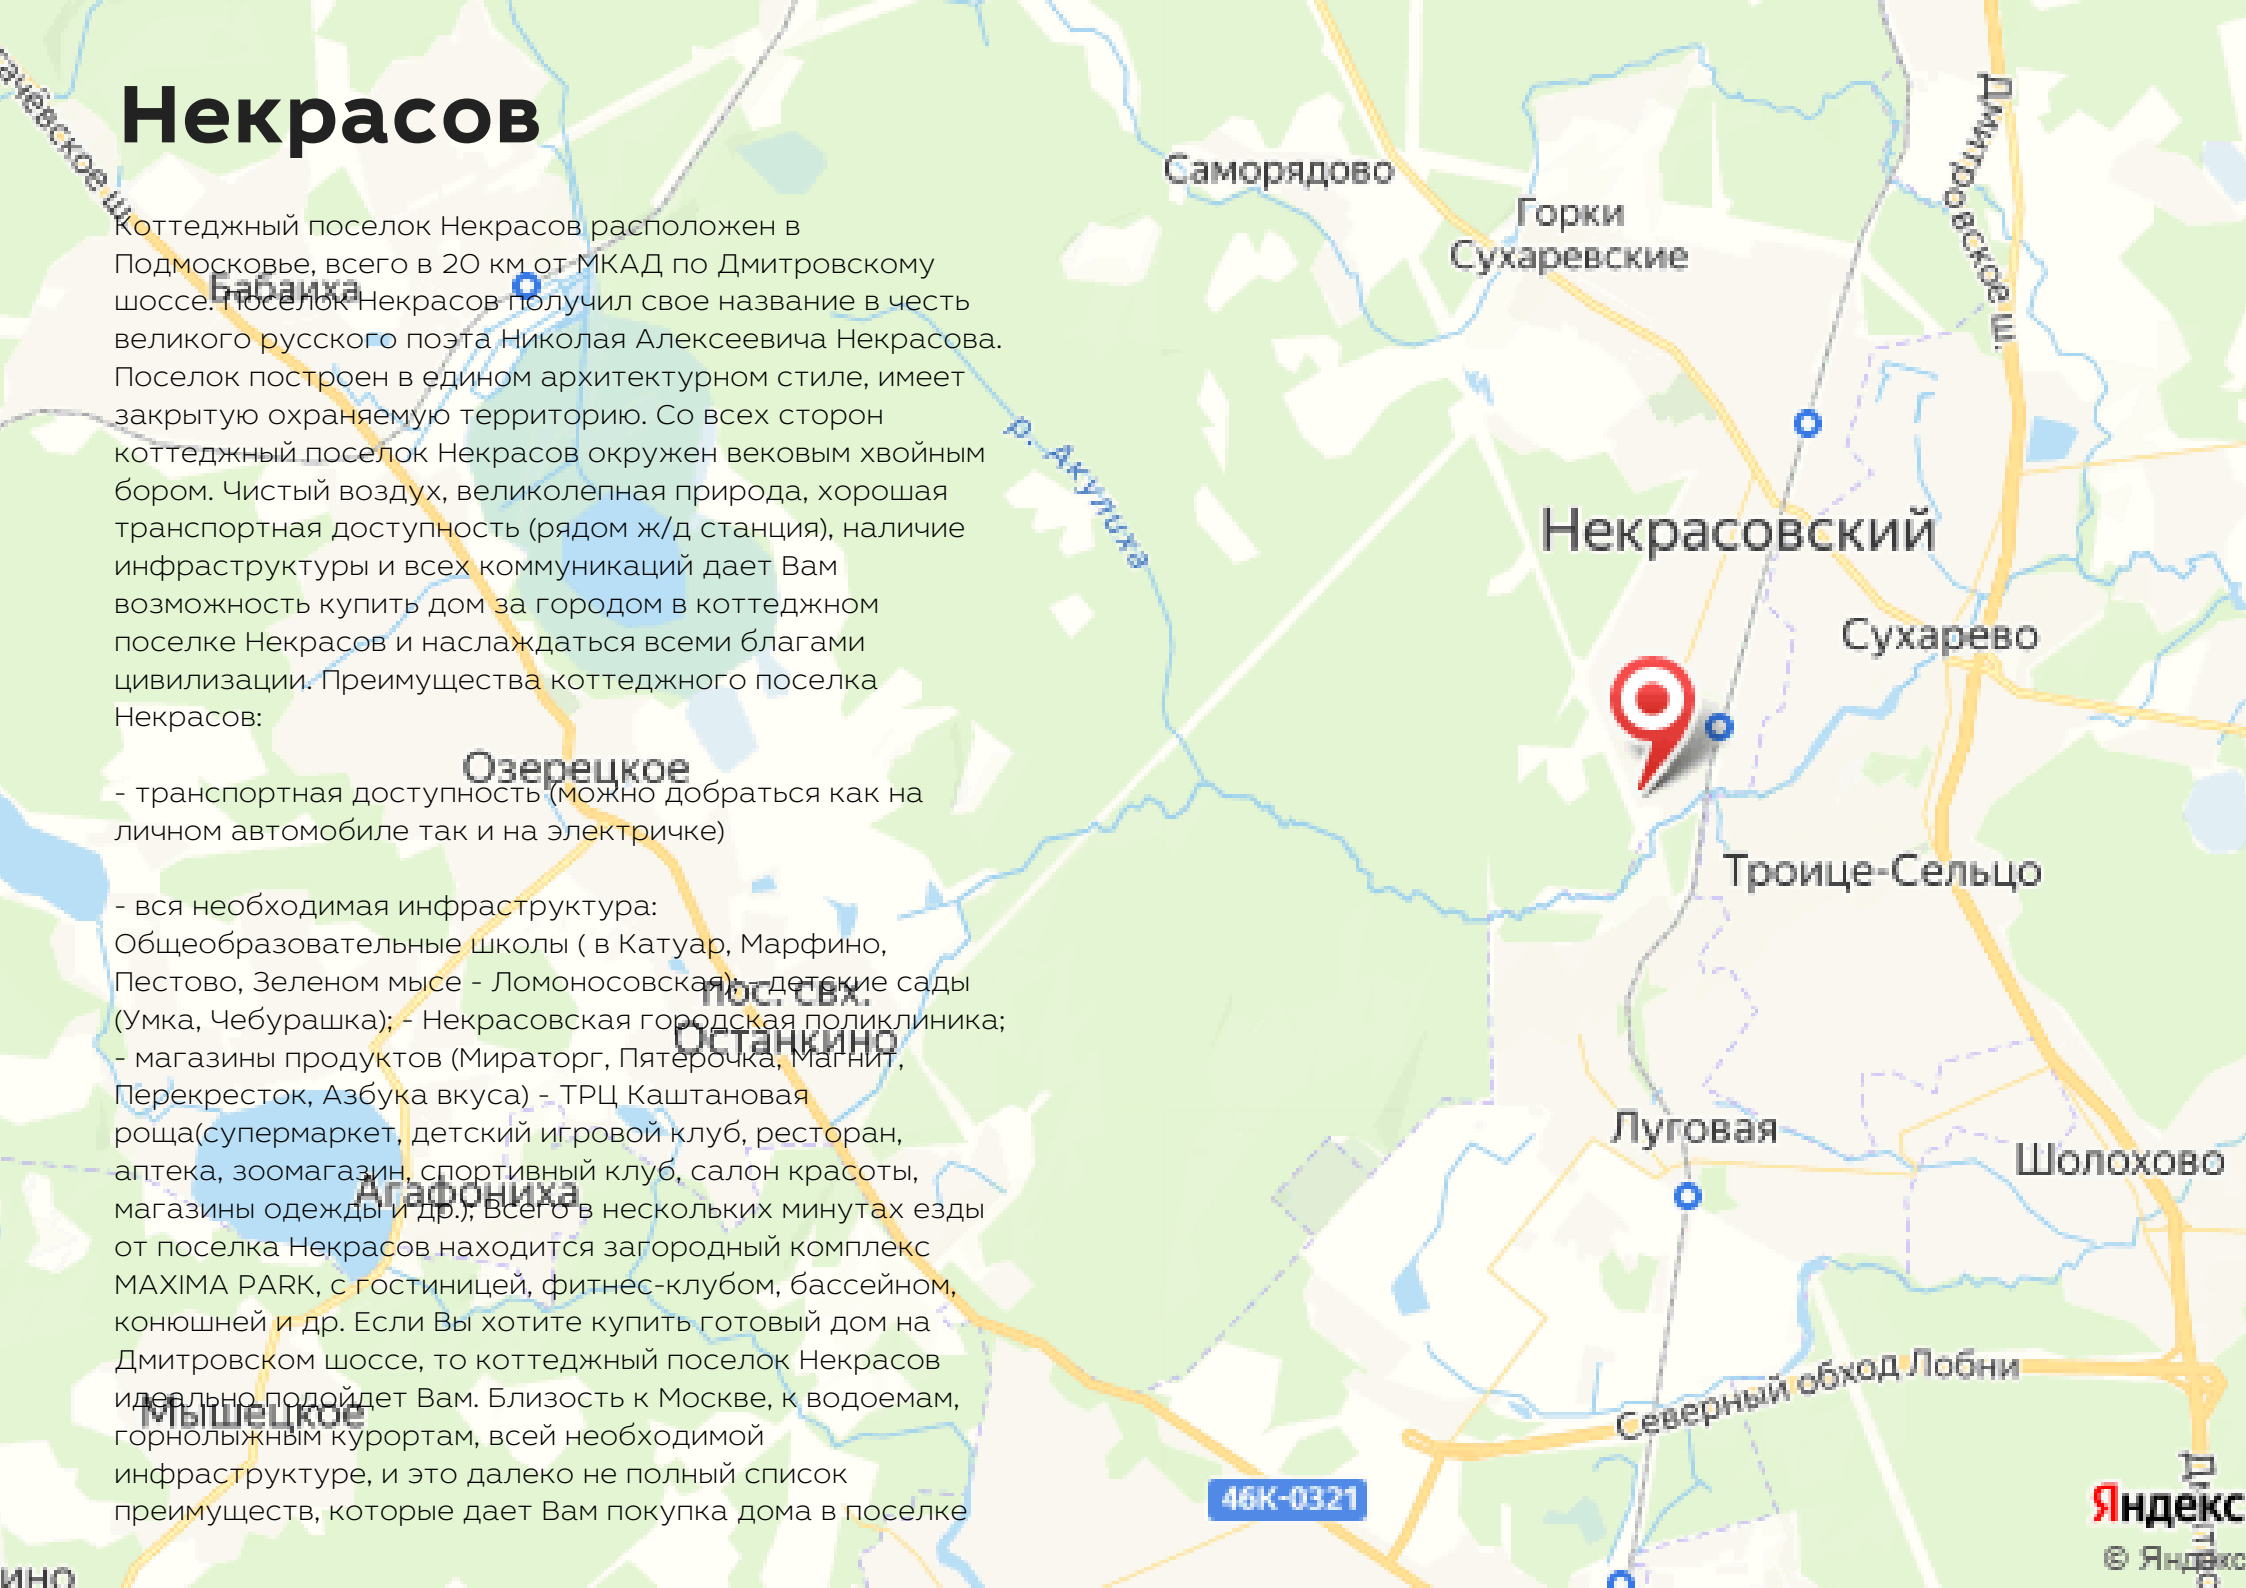 Некрасов
Коттеджный поселок Некрасов расположен в
Подмосковье, всего в 20 км от МКАД по Дмитровскому
шоссе. Поселок Некрасов получил свое название в честь
великого русского поэта Николая Алексеевича Некрасова.
Поселок построен в едином архитектурном стиле, имеет
закрытую охраняемую территорию. Со всех сторон
коттеджный поселок Некрасов окружен вековым хвойным
бором. Чистый воздух, великолепная природа, хорошая
транспортная доступность (рядом ж/д станция), наличие
инфраструктуры и всех коммуникаций дает Вам
возможность купить дом за городом в коттеджном
поселке Некрасов и наслаждаться всеми благами
цивилизации. Преимущества коттеджного поселка
Некрасов:
- транспортная доступность (можно добраться как на
личном автомобиле так и на электричке)
- вся необходимая инфраструктура:
Общеобразовательные школы ( в Катуар, Марфино,
Пестово, Зеленом мысе - Ломоносовская); - детские сады
(Умка, Чебурашка); - Некрасовская городская поликлиника;
- магазины продуктов (Мираторг, Пятерочка, Магнит,
Перекресток, Азбука вкуса) - ТРЦ Каштановая
роща(супермаркет, детский игровой клуб, ресторан,
аптека, зоомагазин, спортивный клуб, салон красоты,
магазины одежды и др.); Всего в нескольких минутах езды
от поселка Некрасов находится загородный комплекс
MAXIMA PARK, с гостиницей, фитнес-клубом, бассейном,
конюшней и др. Если Вы хотите купить готовый дом на
Дмитровском шоссе, то коттеджный поселок Некрасов
идеально подойдет Вам. Близость к Москве, к водоемам,
горнолыжным курортам, всей необходимой
инфраструктуре, и это далеко не полный список
преимуществ, которые дает Вам покупка дома в поселке
ачёвское ш.
Бабаиха
Озерецкое
пос. свх.
Останкино
Агафониха
Мышецкое
ино
р. Акулиха
Саморядово
Горки
Сухаревские
Дмитровское ш.
Некрасовский
Сухарево
Троице-Сельцо
Луговая
Шолохово
Северный обход Лобни
46К-0321
Яндекс
© Яндекс